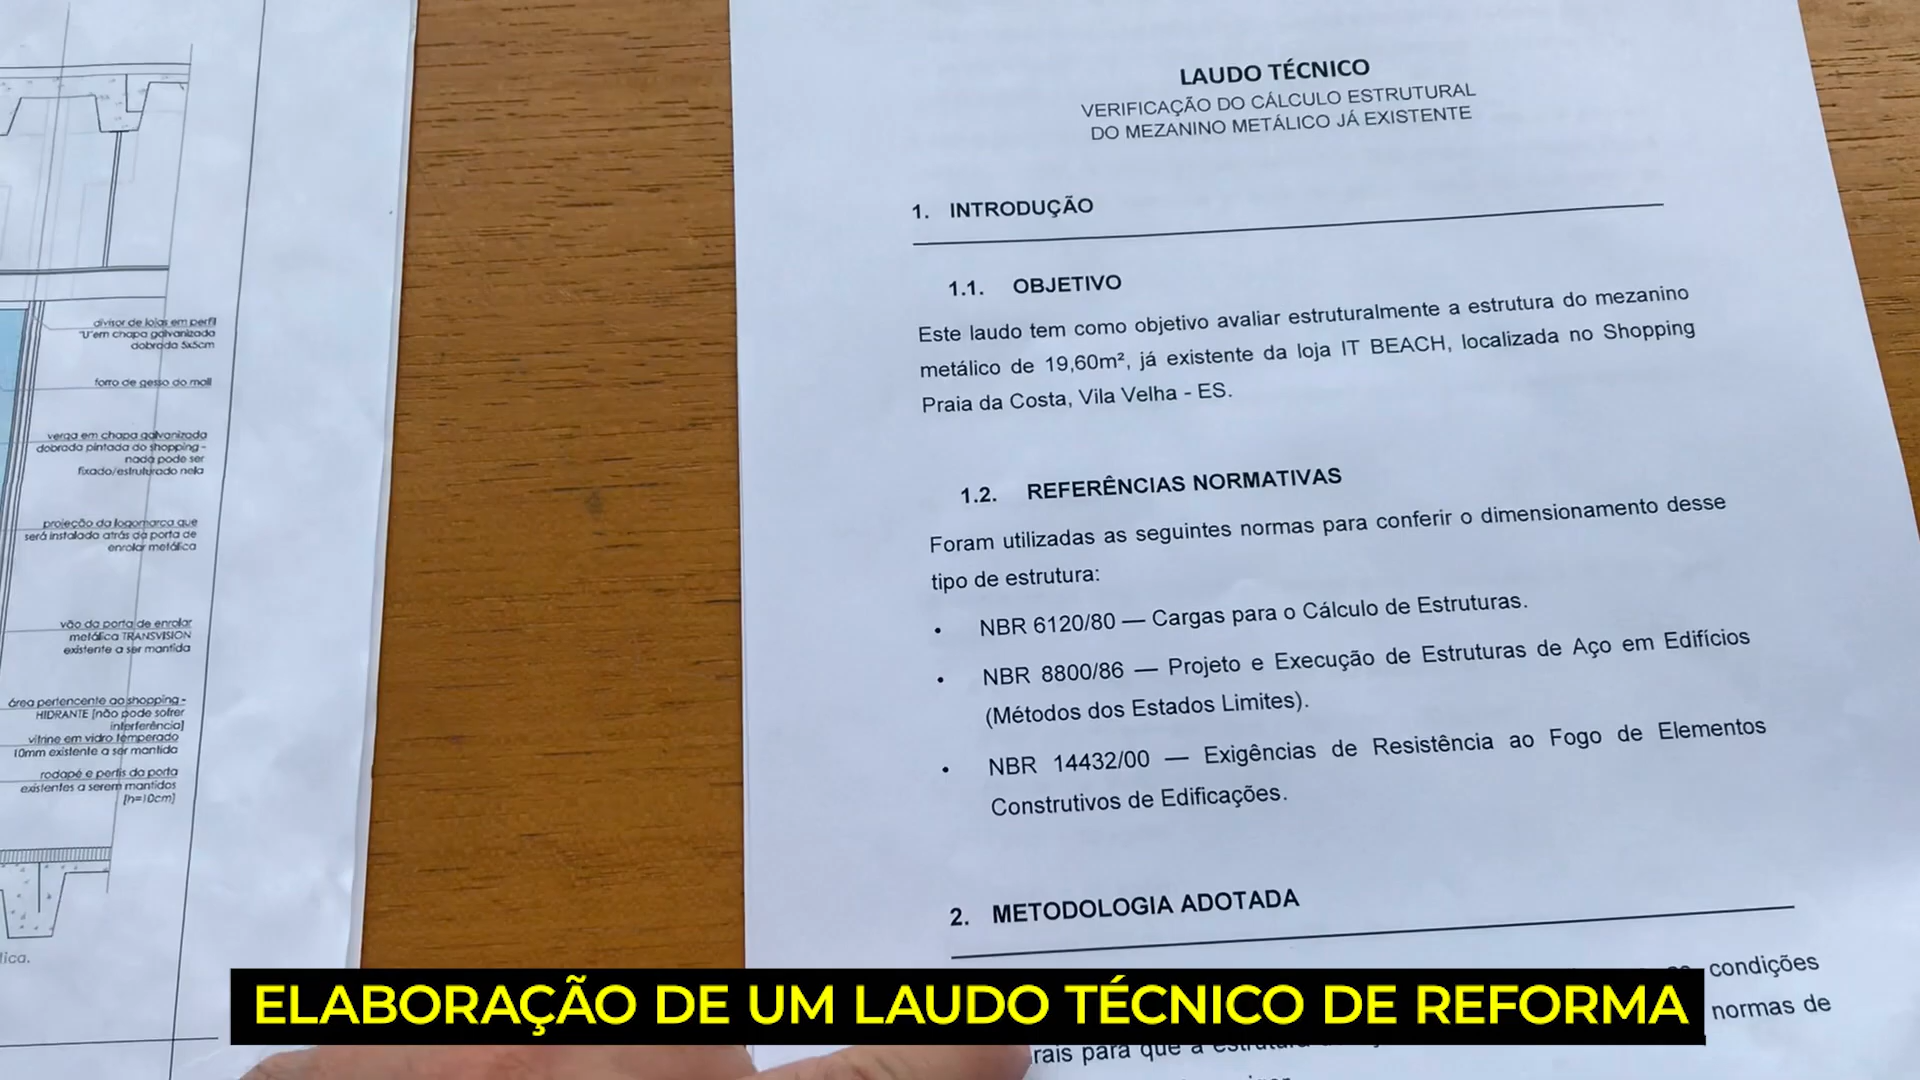 divisor de lojas em perfil
"U"em chapa galvanizada
dobrada 5x5cm
forro de gesso do mall
verga em chapa galvanizada
dobrada pintada do shopping -
nada pode ser
fixado/estruturado nela
projeção da logomarca que
será instalada atrás da porta de
enrolar metálica
vão da porta de enrolar
metálica TRANSVISION
existente a ser mantida
área pertencente ao shopping -
HIDRANTE [não pode sofrer
interferência]
vitrine em vidro temperado
10mm existente a ser mantida
rodapé e perfis da porta
existentes a serem mantidos
[h=10cm]
LAUDO TÉCNICO
VERIFICAÇÃO DO CÁLCULO ESTRUTURAL
DO MEZANINO METÁLICO JÁ EXISTENTE
1. INTRODUÇÃO
1.1. OBJETIVO
Este laudo tem como objetivo avaliar estruturalmente a estrutura do mezanino
metálico de 19,60m², já existente da loja IT BEACH, localizada no Shopping
Praia da Costa, Vila Velha - ES.
1.2. REFERÊNCIAS NORMATIVAS
Foram utilizadas as seguintes normas para conferir o dimensionamento desse
tipo de estrutura:
• NBR 6120/80 — Cargas para o Cálculo de Estruturas.
• NBR 8800/86 — Projeto e Execução de Estruturas de Aço em Edifícios
(Métodos dos Estados Limites).
• NBR 14432/00 — Exigências de Resistência ao Fogo de Elementos
Construtivos de Edificações.
2. METODOLOGIA ADOTADA
condições
normas de
para que a
ELABORAÇÃO DE UM LAUDO TÉCNICO DE REFORMA